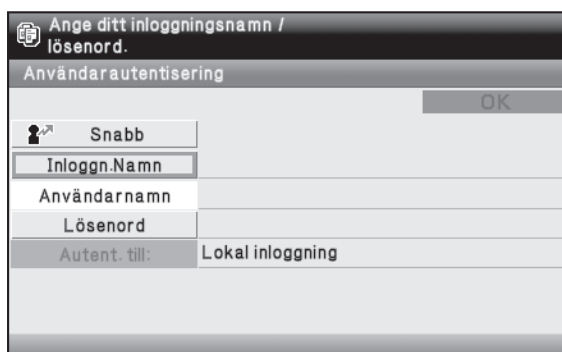 Ange ditt inloggningsnamn /
lösenord.
Användarautentisering
OK
Snabb
Inloggn.Namn
Användarnamn
Lösenord
Autent. till: Lokal inloggning